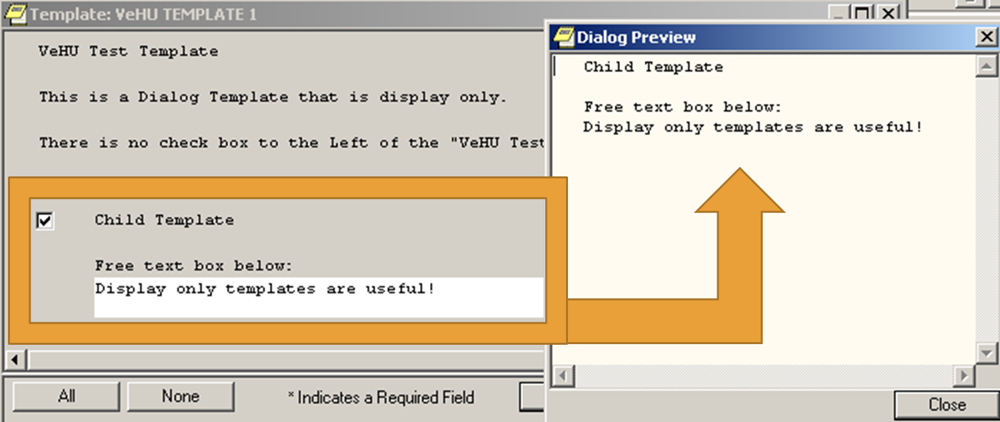 Template: VeHU TEMPLATE 1
VeHU Test Template
This is a Dialog Template that is display only.
There is no check box to the Left of the "VeHU Test
Child Template
Free text box below:
Display only templates are useful!
All
None
* Indicates a Required Field
Dialog Preview
Child Template
Free text box below:
Display only templates are useful!
Close